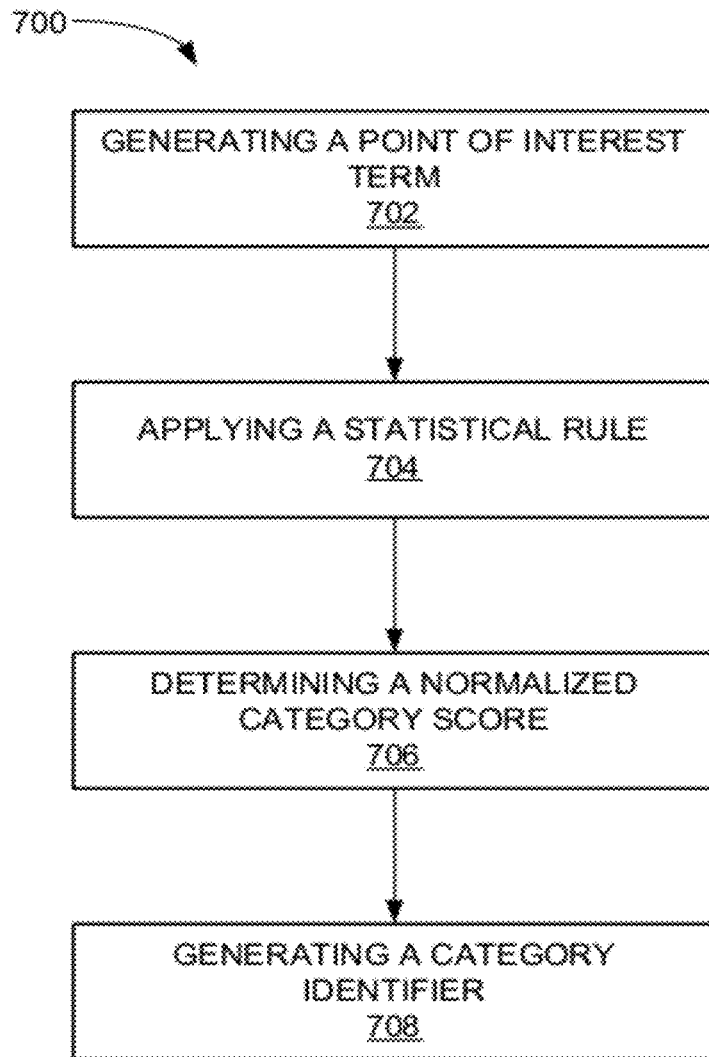 700
GENERATING A POINT OF INTEREST
TERM
702
APPLYING A STATISTICAL RULE
704
DETERMINING A NORMALIZED
CATEGORY SCORE
706
GENERATING A CATEGORY
IDENTIFIER
708